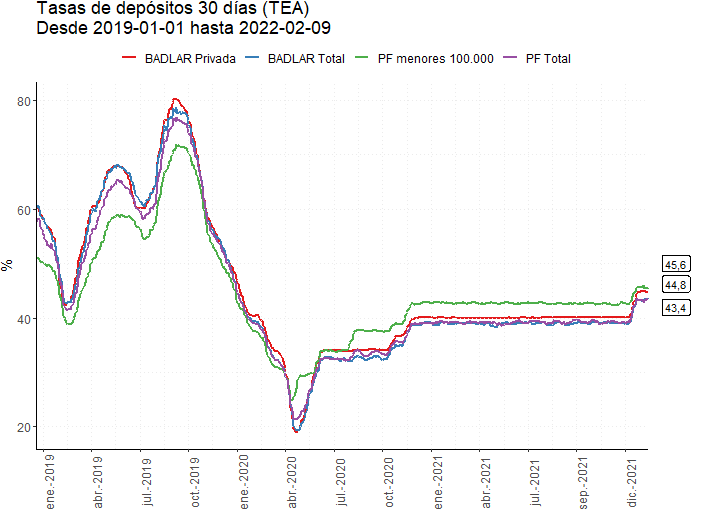 Tasas de depósitos 30 días (TEA)
Desde 2019-01-01 hasta 2022-02-09
BADLAR Privada BADLAR Total PF menores 100.000 PF Total
%
80
60
40
20
45,6
44,8
43,4
ene.-2019
abr.-2019
jul.-2019
oct.-2019
ene.-2020
abr.-2020
jul.-2020
oct.-2020
ene.-2021
abr.-2021
jun.-2021
sep.-2021
dic.-2021